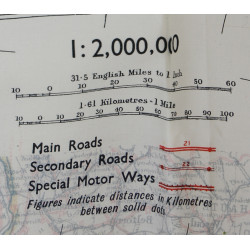 1:2,000,000
31·5 English Miles to 1 Inch
10 0 10 20 30 40 60
1·61 Kilometres = 1 Mile
10 0 10 20 30 40 50 60 70 80 90 100
Main Roads 21
Secondary Roads 12
Special Motor Ways
Figures indicate distances in Kilometres
between solid dots.